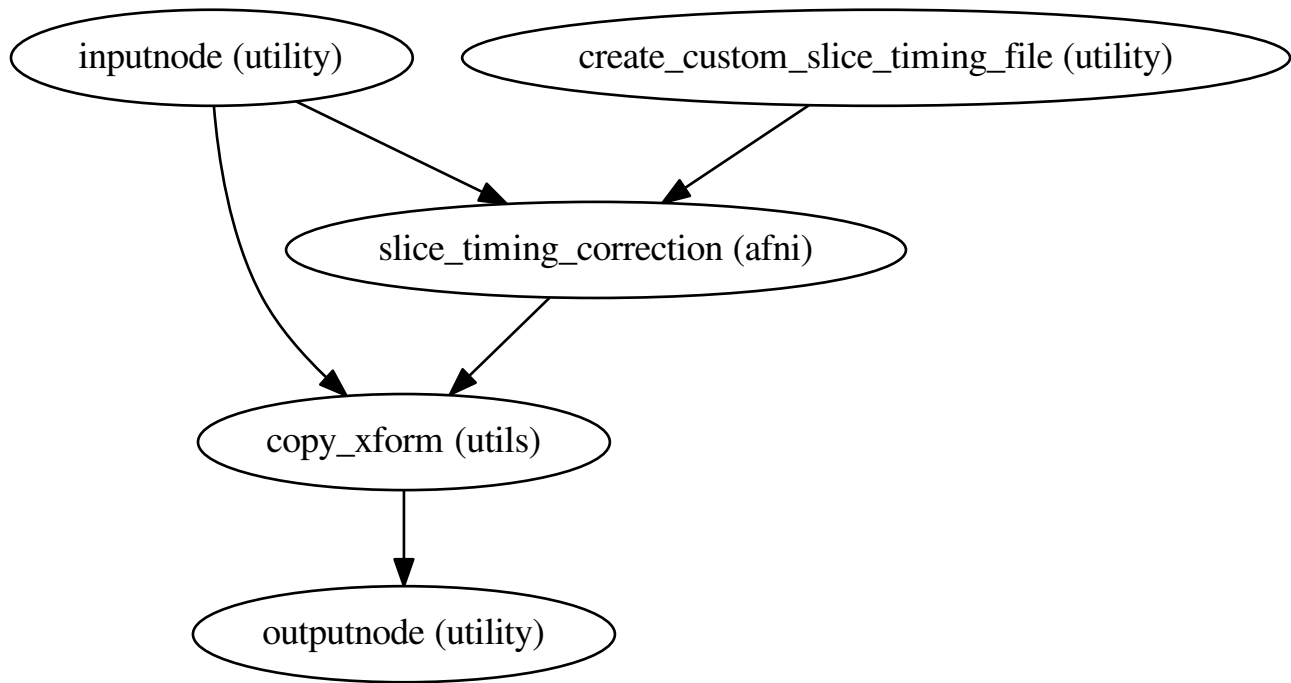 inputnode (utility)
create_custom_slice_timing_file (utility)
slice_timing_correction (afni)
copy_xform (utils)
outputnode (utility)